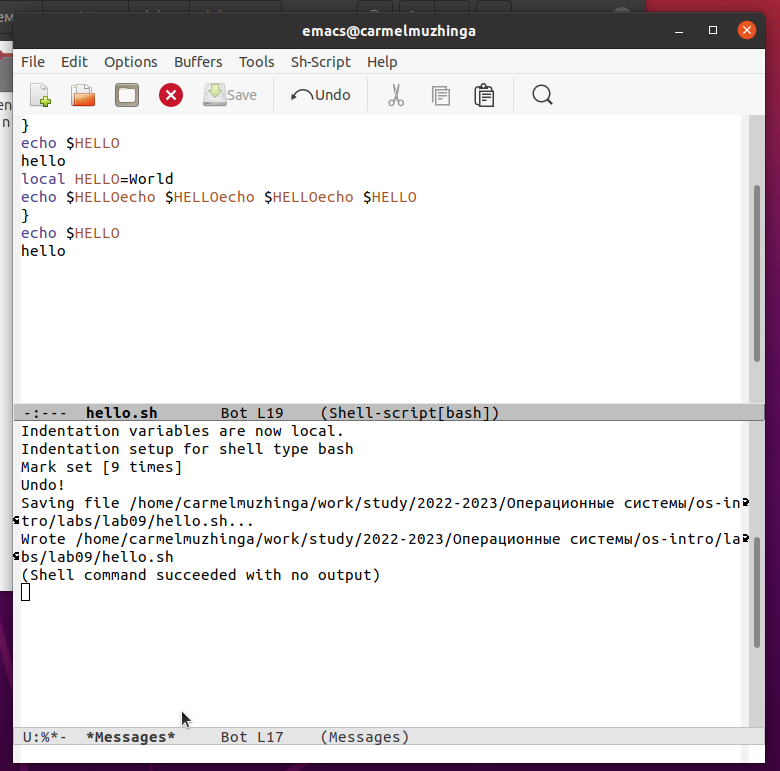 emacs@carmelmuzhinga
File Edit Options Buffers Tools Sh-Script Help
Save Undo
}
echo $HELLO
hello
local HELLO=World
echo $HELLOecho $HELLOecho $HELLOecho $HELLO
}
echo $HELLO
hello
-:--- hello.sh Bot L19 (Shell-script[bash])
Indentation variables are now local.
Indentation setup for shell type bash
Mark set [9 times]
Undo!
Saving file /home/carmelmuzhinga/work/study/2022-2023/Операционные системы/os-in
tro/labs/lab09/hello.sh...
Wrote /home/carmelmuzhinga/work/study/2022-2023/Операционные системы/os-intro/la
bs/lab09/hello.sh
(Shell command succeeded with no output)
U:%*- *Messages* Bot L17 (Messages)